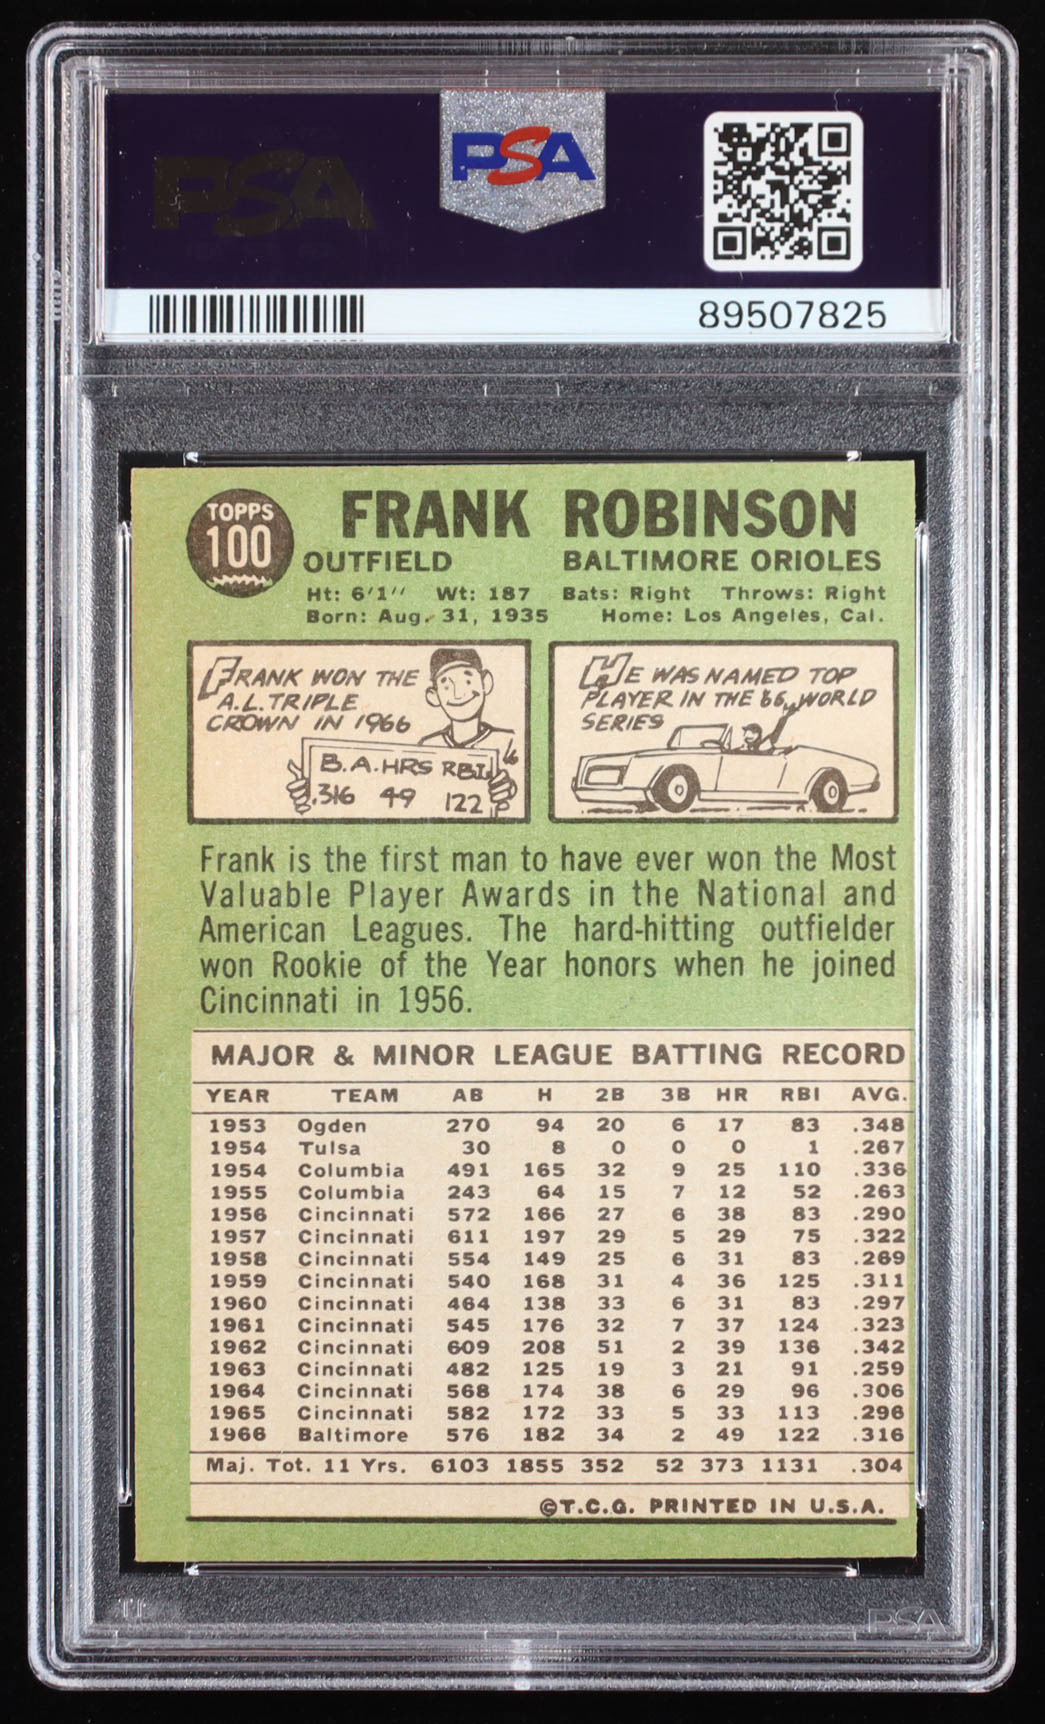 PSA
PSA
89507825
TOPPS
100
FRANK ROBINSON
OUTFIELD BALTIMORE ORIOLES
Ht: 6'1" Wt: 187 Bats: Right Throws: Right
Born: Aug. 31, 1935 Home: Los Angeles, Cal.
FRANK WON THE
A.L. TRIPLE
CROWN IN 1966
B.A. HRS RBI
.316 49 122
HE WAS NAMED TOP
PLAYER IN THE '66 WORLD
SERIES
Frank is the first man to have ever won the Most
Valuable Player Awards in the National and
American Leagues. The hard-hitting outfielder
won Rookie of the Year honors when he joined
Cincinnati in 1956.
MAJOR & MINOR LEAGUE BATTING RECORD
YEAR TEAM AB H 2B 3B HR RBI AVG.
1953 Ogden 270 94 20 6 17 83 .348
1954 Tulsa 30 8 0 0 0 1 .267
1954 Columbia 491 165 32 9 25 110 .336
1955 Columbia 243 64 15 7 12 52 .263
1956 Cincinnati 572 166 27 6 38 83 .290
1957 Cincinnati 611 197 29 5 29 75 .322
1958 Cincinnati 554 149 25 6 31 83 .269
1959 Cincinnati 540 168 31 4 36 125 .311
1960 Cincinnati 464 138 33 6 31 83 .297
1961 Cincinnati 545 176 32 7 37 124 .323
1962 Cincinnati 609 208 51 2 39 136 .342
1963 Cincinnati 482 125 19 3 21 91 .259
1964 Cincinnati 568 174 38 6 29 96 .306
1965 Cincinnati 582 172 33 5 33 113 .296
1966 Baltimore 576 182 34 2 49 122 .316
Maj. Tot. 11 Yrs. 6103 1855 352 52 373 1131 .304
©T.C.G. PRINTED IN U.S.A.
PSA